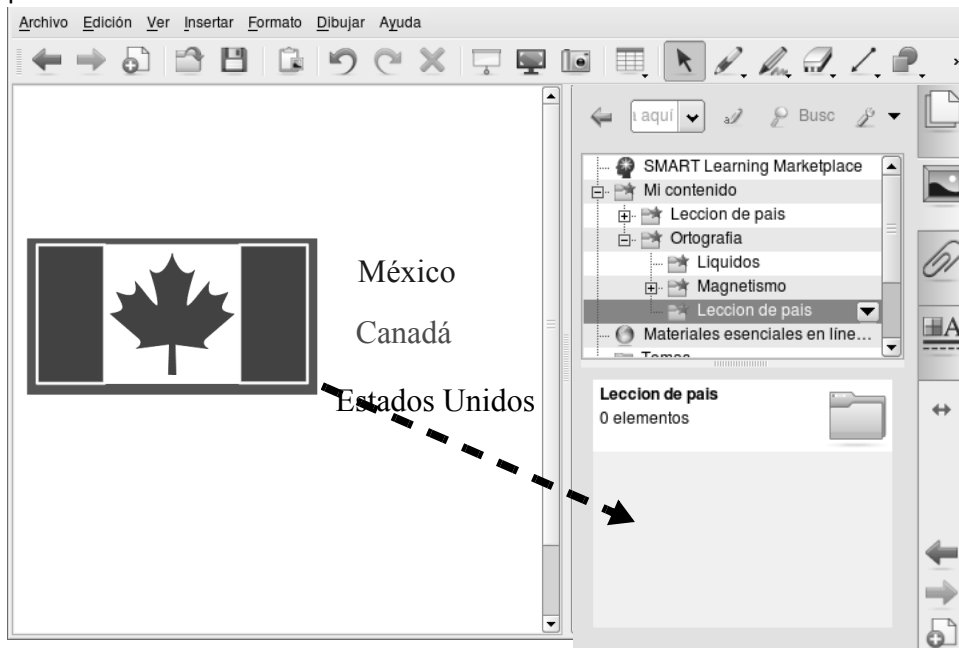 Archivo Edición Ver Insertar Formato Dibujar Ayuda
ı aquí Busc
SMART Learning Marketplace
Mi contenido
Leccion de pais
Ortografia
Liquidos
Magnetismo
Leccion de pais
Materiales esenciales en líne...
Temas
México
Canadá
Estados Unidos
Leccion de pais
0 elementos
A